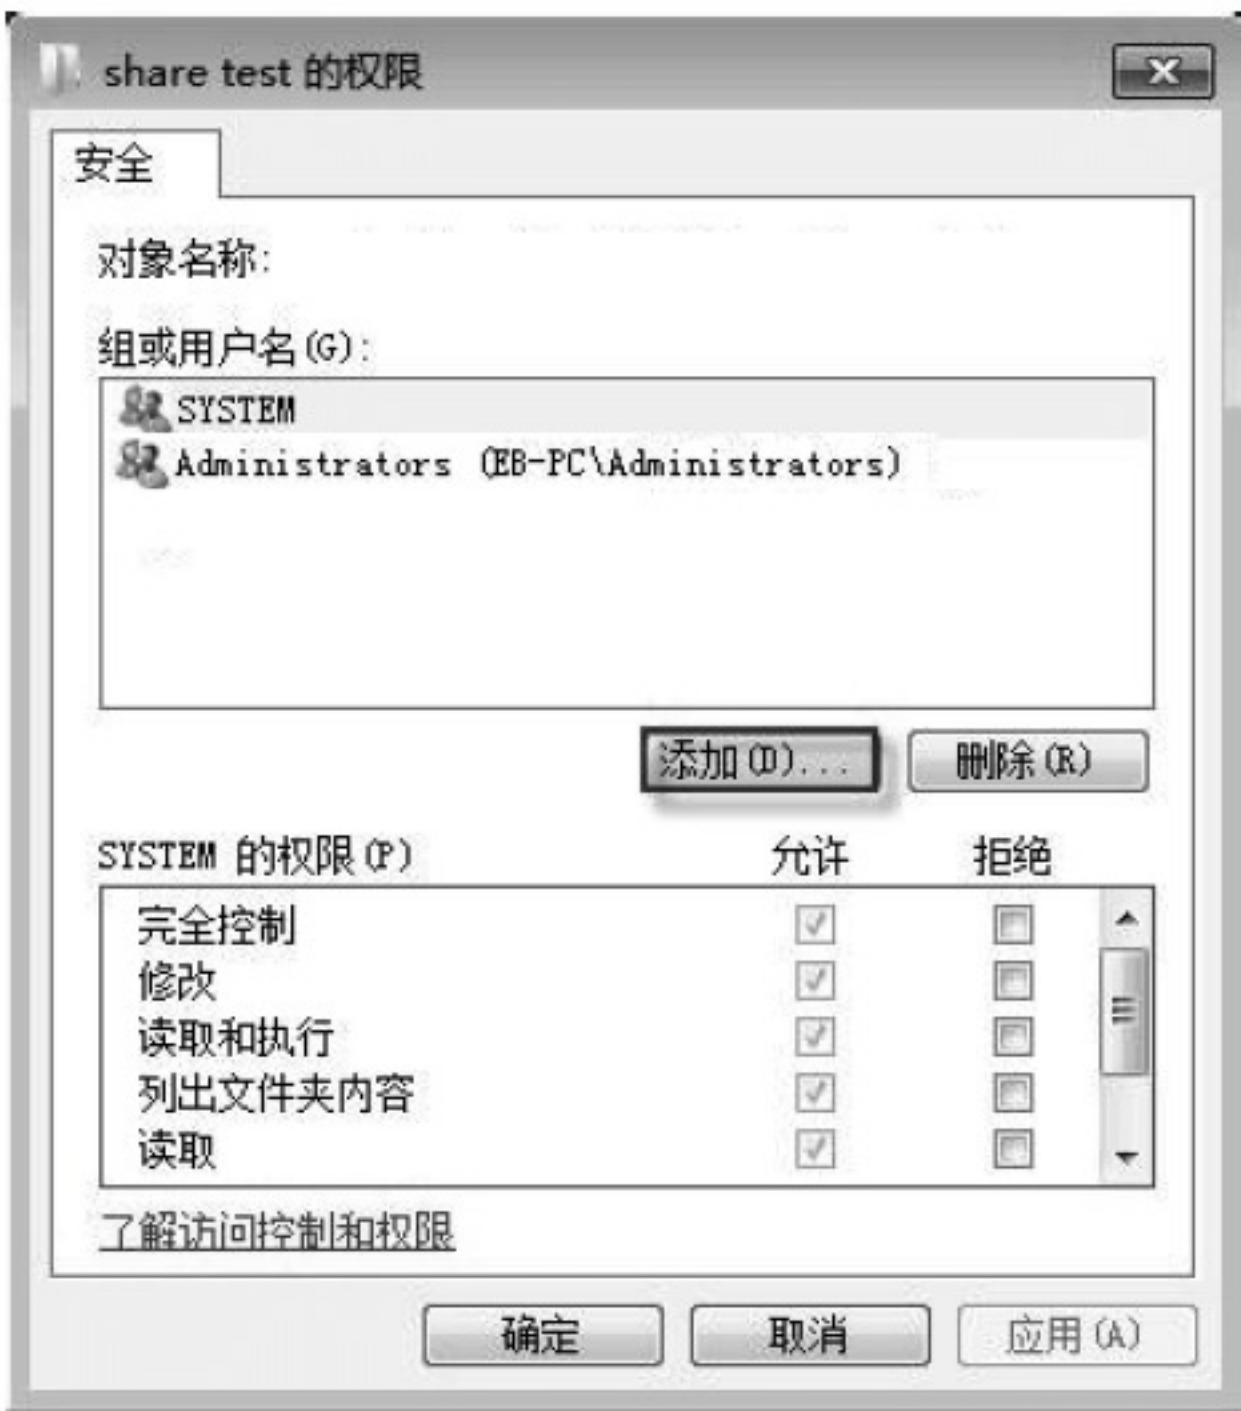 share test 的权限
安全
对象名称:
组或用户名(G):
SYSTEM
Administrators (EB-PC\Administrators)
添加(D)... 删除(R)
SYSTEM 的权限(P) 允许 拒绝
完全控制
修改
读取和执行
列出文件夹内容
读取
了解访问控制和权限
确定 取消 应用(A)